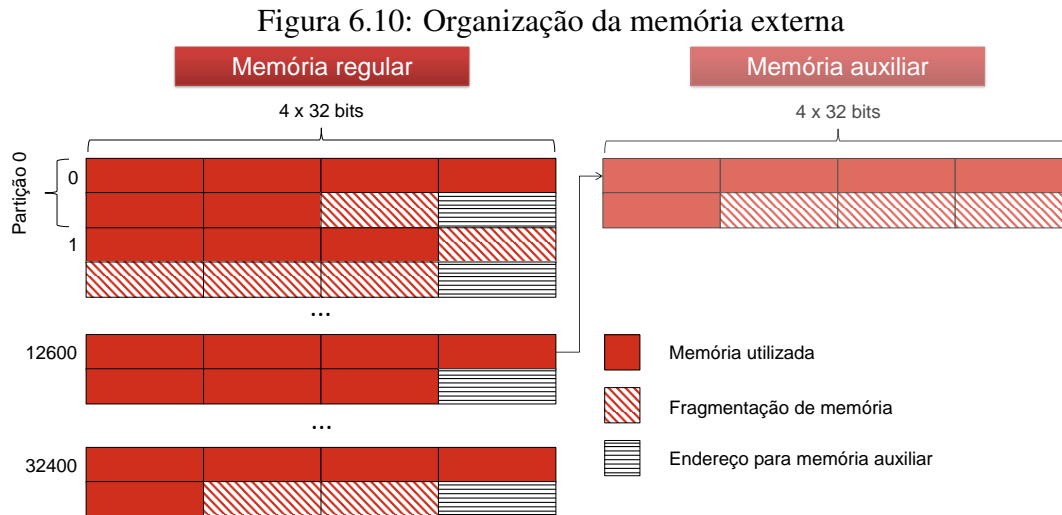 Figura 6.10: Organização da memória externa
Memória regular
Memória auxiliar
4 x 32 bits
4 x 32 bits
Partição 0
0
1
...
12600
Memória utilizada
Fragmentação de memória
...
32400
Endereço para memória auxiliar